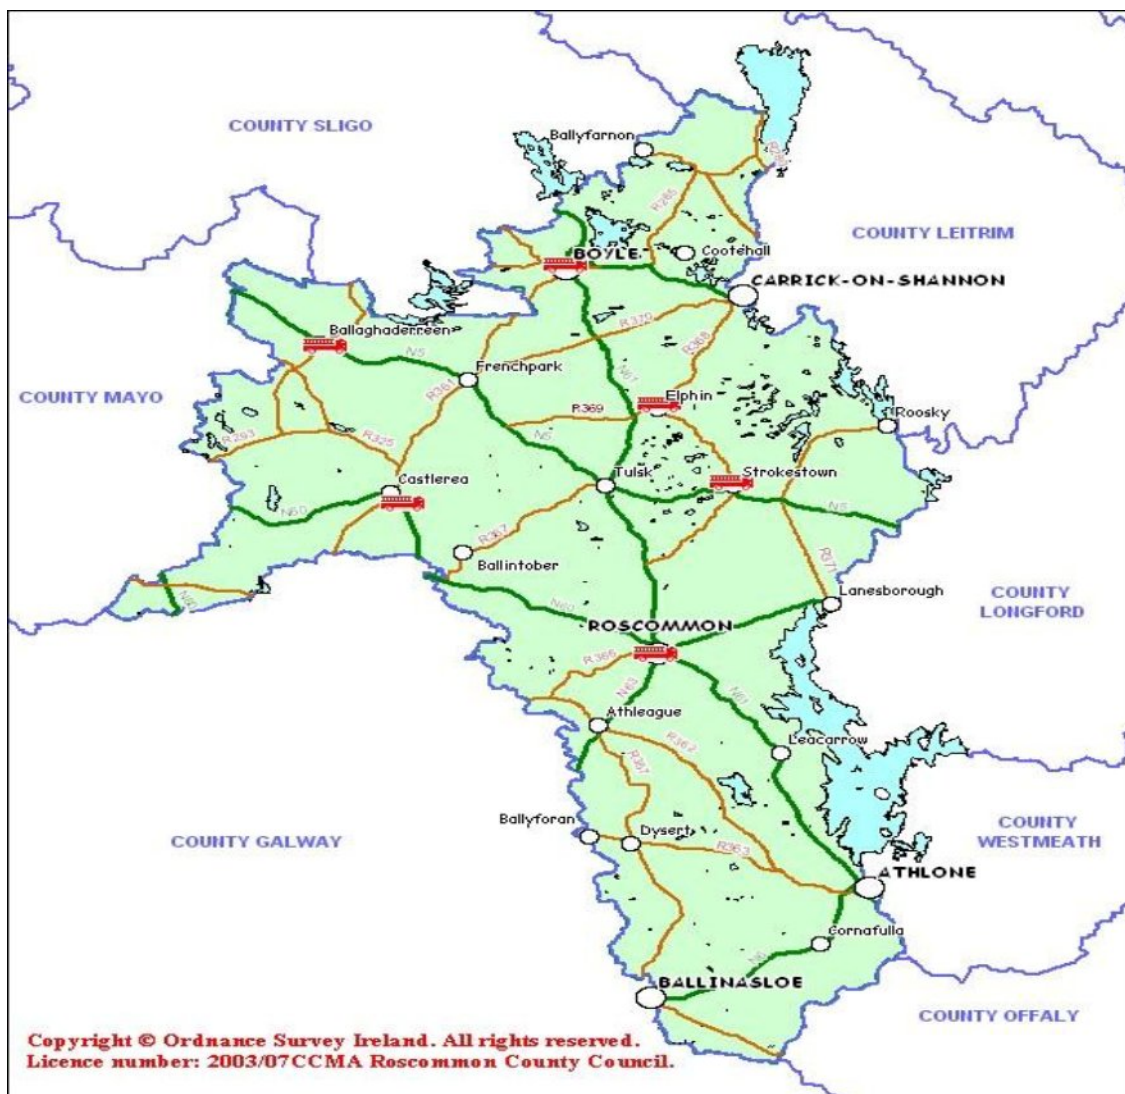 COUNTY SLIGO
Ballyfarnon
R280
R285
COUNTY LEITRIM
BOYLE
Cootehall
CARRICK-ON-SHANNON
R370
Ballaghaderreen
R368
N5
Frenchpark
N61
COUNTY MAYO
R361
Elphin
R369
Roosky
R293
R325
N5
Castlerea
Tulsk
Strokestown
N60
N5
R367
Ballintober
R371
COUNTY
LONGFORD
Lanesborough
N60
ROSCOMMON
R366
N63
N61
Athleague
R362
Leacarrow
R357
Ballyforan
Dysert
R363
COUNTY GALWAY
COUNTY
WESTMEATH
ATHLONE
Cornafulla
N6
BALLINASLOE
COUNTY OFFALY
Copyright © Ordnance Survey Ireland. All rights reserved.
Licence number: 2003/07CCMA Roscommon County Council.